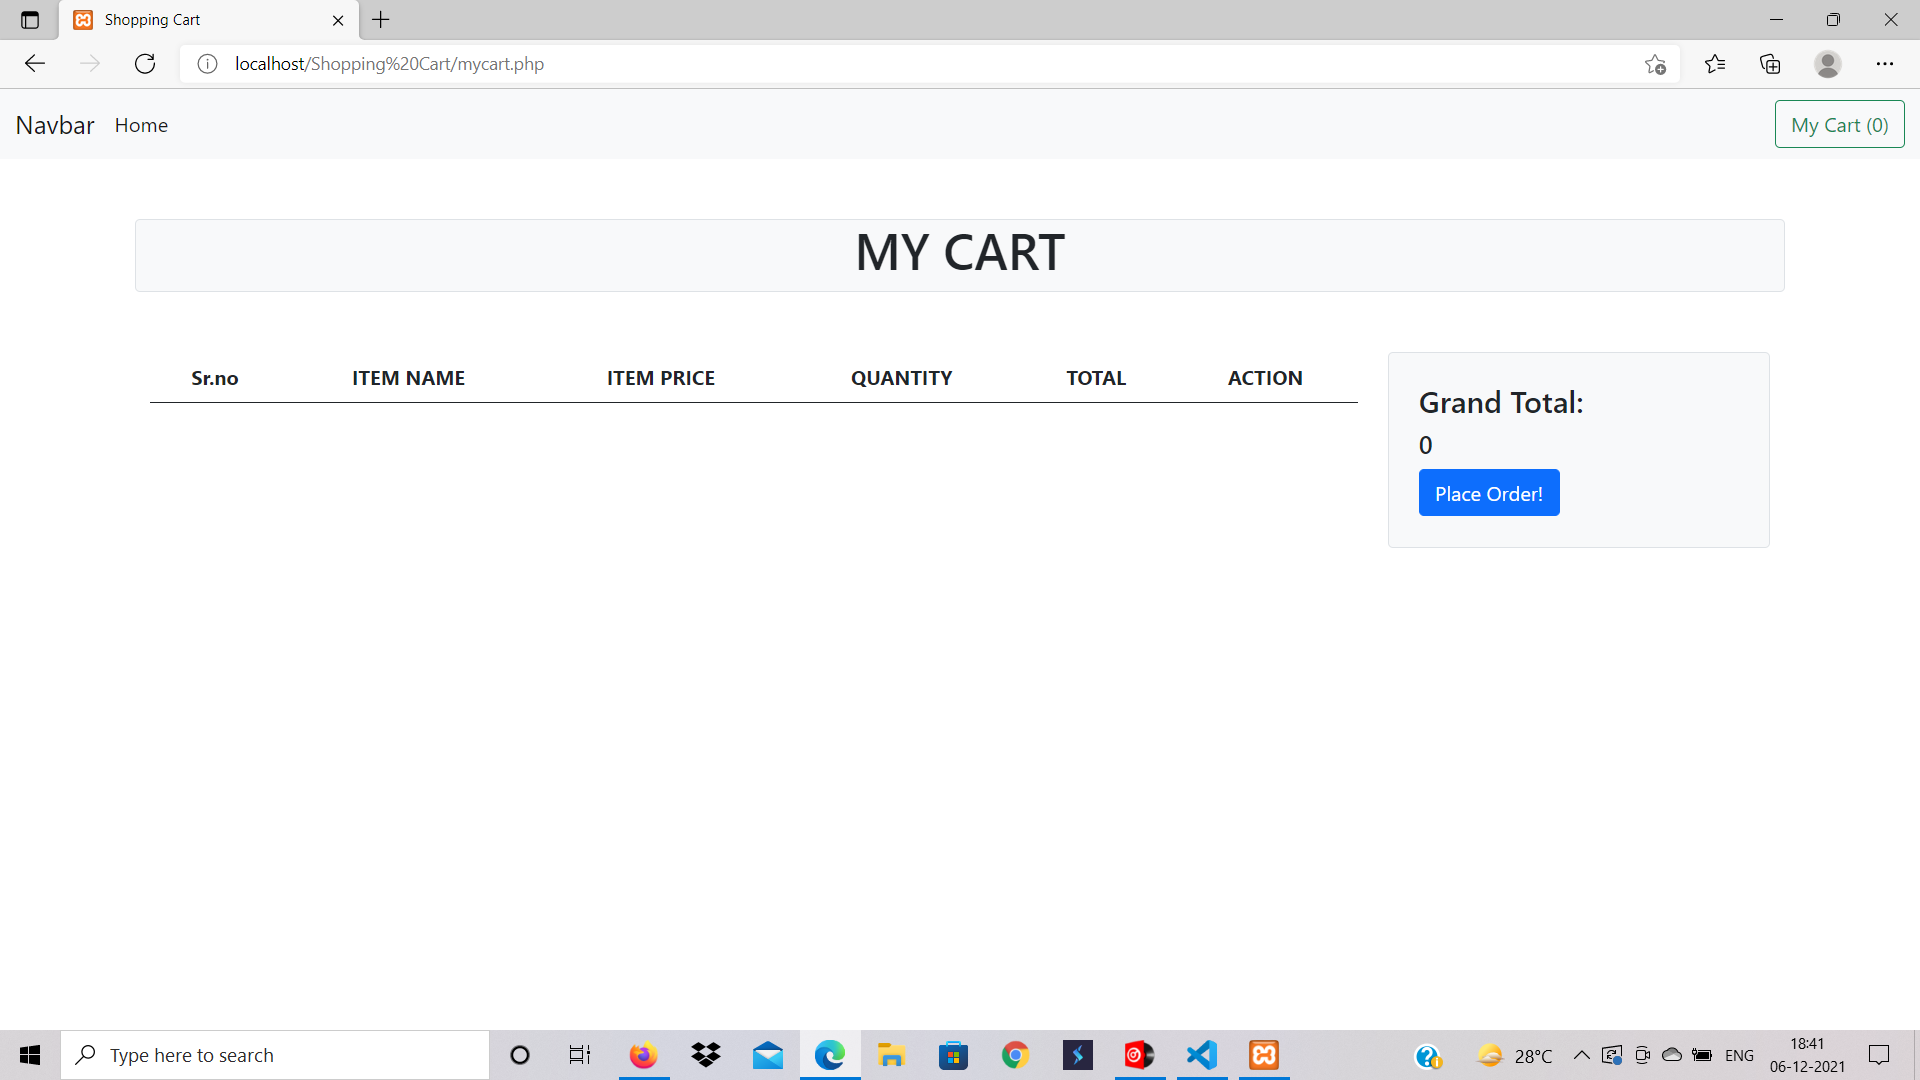 Shopping Cart
localhost/Shopping%20Cart/mycart.php
Navbar Home My Cart (0)
MY CART
Sr.no ITEM NAME ITEM PRICE QUANTITY TOTAL ACTION
Grand Total:
0
Place Order!
Type here to search
28°C
ENG
18:41
06-12-2021